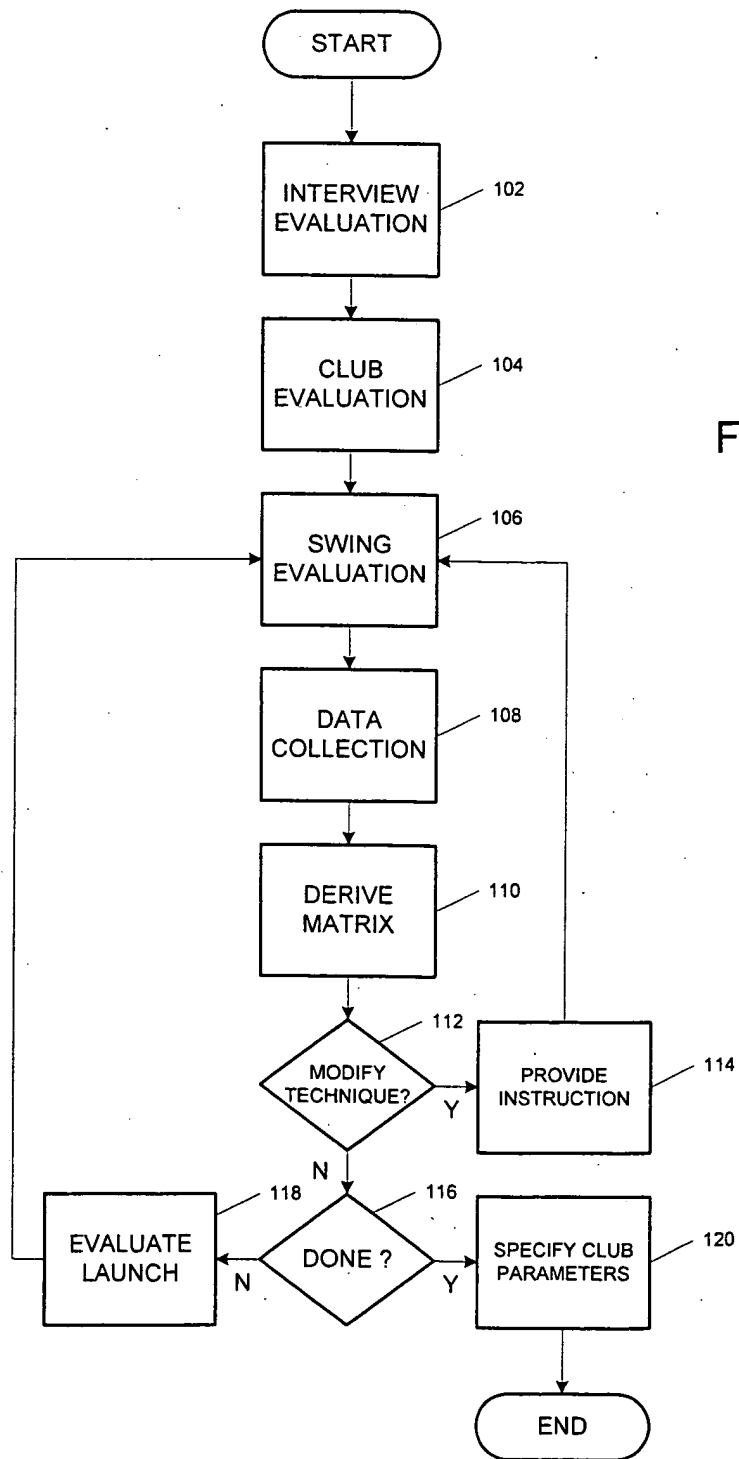 START
INTERVIEW
EVALUATION
102
CLUB
EVALUATION
104
F
SWING
EVALUATION
106
DATA
COLLECTION
108
DERIVE
MATRIX
110
MODIFY
TECHNIQUE?
112
Y
PROVIDE
INSTRUCTION
114
N
EVALUATE
LAUNCH
118
N
DONE ?
116
Y
SPECIFY CLUB
PARAMETERS
120
END